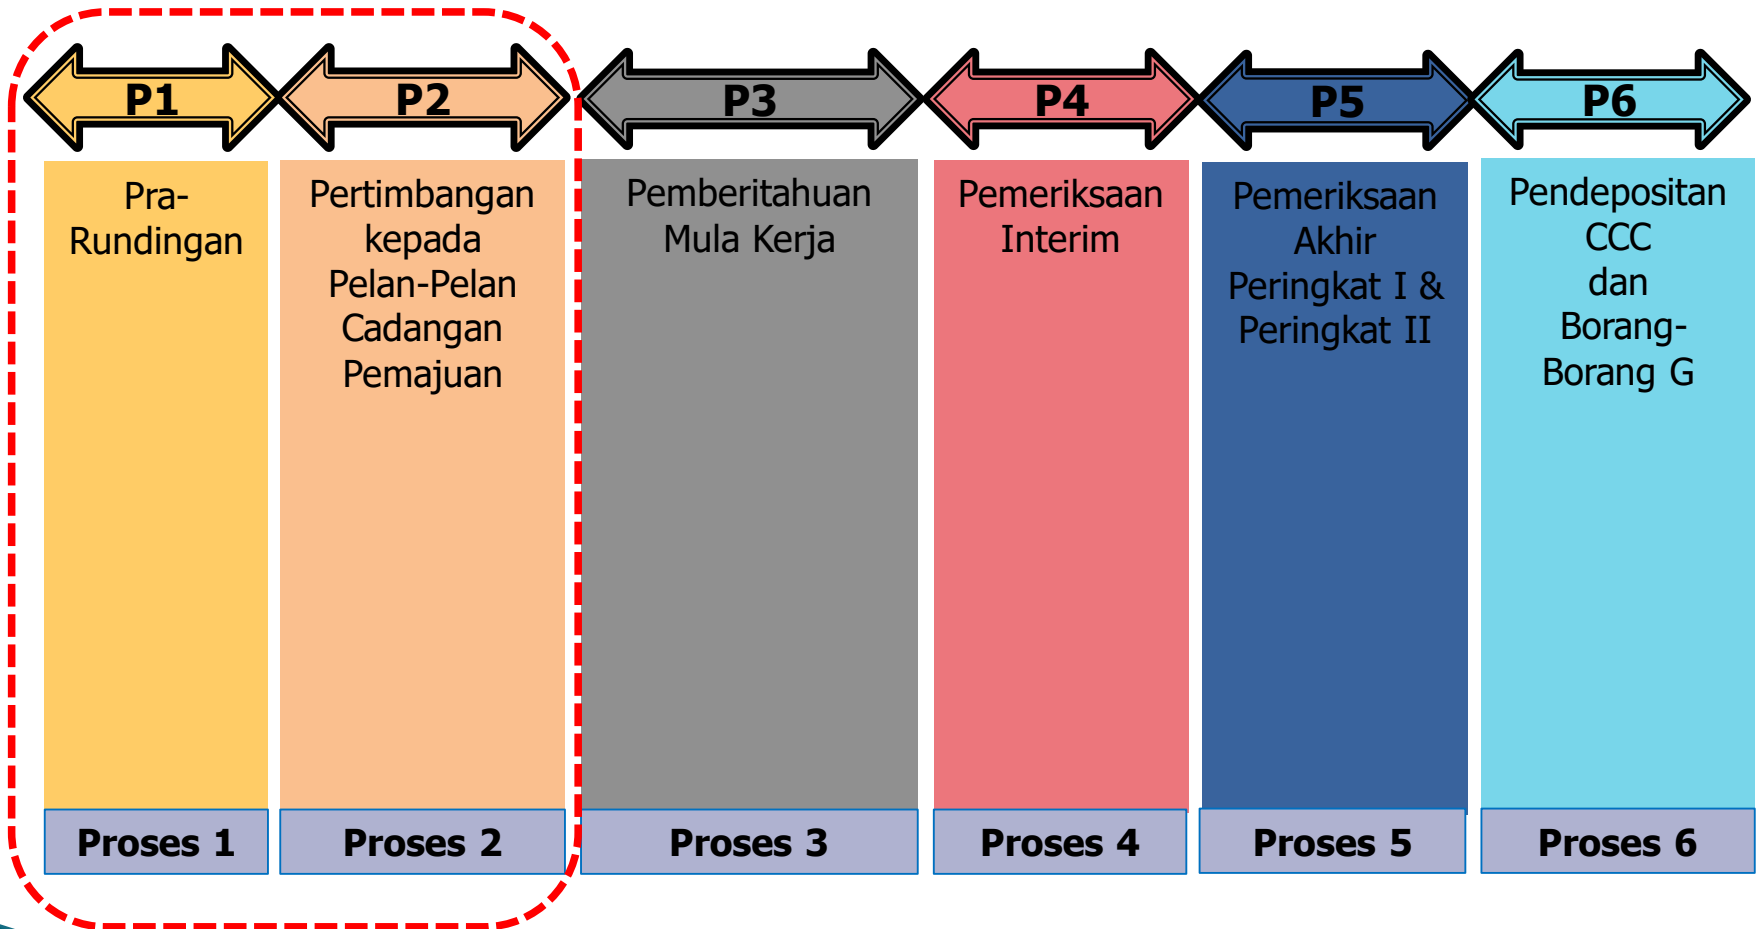 P1
P2
P3
P4
P5
P6
Pra-
Rundingan
Pertimbangan
kepada
Pelan-Pelan
Cadangan
Pemajuan
Pemberitahuan
Mula Kerja
Pemeriksaan
Interim
Pemeriksaan
Akhir
Peringkat I &
Peringkat II
Pendepositan
CCC
dan
Borang-
Borang G
Proses 1
Proses 2
Proses 3
Proses 4
Proses 5
Proses 6